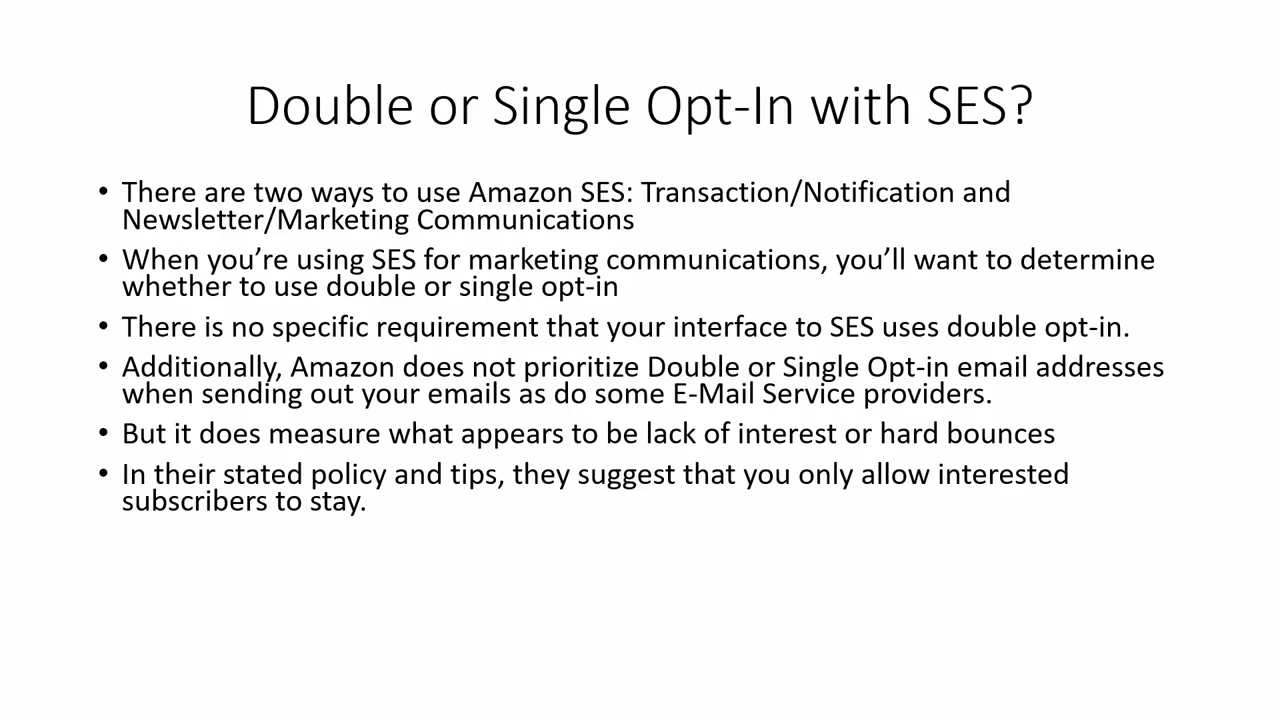 Double or Single Opt-In with SES?
• There are two ways to use Amazon SES: Transaction/Notification and
Newsletter/Marketing Communications
• When you’re using SES for marketing communications, you’ll want to determine
whether to use double or single opt-in
• There is no specific requirement that your interface to SES uses double opt-in.
• Additionally, Amazon does not prioritize Double or Single Opt-in email addresses
when sending out your emails as do some E-Mail Service providers.
• But it does measure what appears to be lack of interest or hard bounces
• In their stated policy and tips, they suggest that you only allow interested
subscribers to stay.